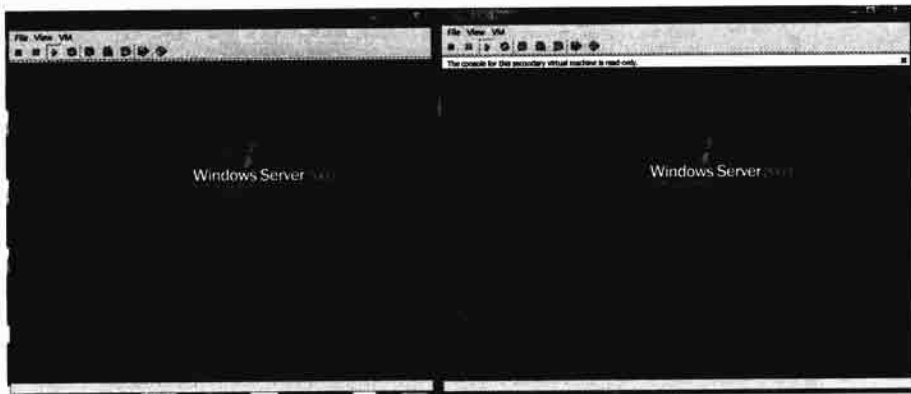 File View VM
Windows Server
File View VM
The console for this secondary virtual machine is read-only.
Windows Server